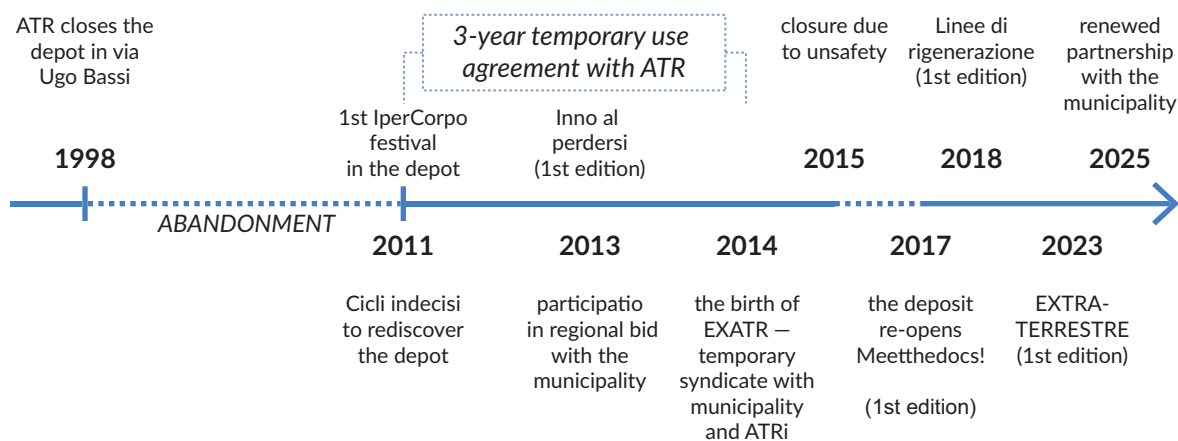 ATR closes the
depot in via
Ugo Bassi
1998
ABANDONMENT
3-year temporary use
agreement with ATR
1st IperCorpo
festival
in the depot
2011
Cicli indecisi
to rediscover
the depot
Inno al
perdersi
(1st edition)
2013
participatio
in regional bid
with the
municipality
2014
the birth of
EXATR —
temporary
syndicate with
municipality
and ATRi
closure due
to unsafety
2015
2017
the deposit
re-opens
Meetthedocs!
(1st edition)
Linee di
rigenerazione
(1st edition)
2018
2023
EXTRA-
TERRESTRE
(1st edition)
renewed
partnership
with the
municipality
2025